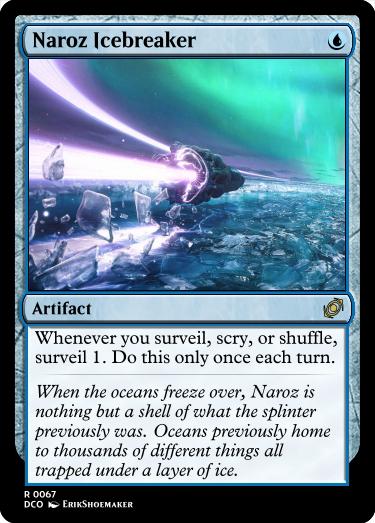 Naroz Icebreaker
Artifact
Whenever you surveil, scry, or shuffle,
surveil 1. Do this only once each turn.
When the oceans freeze over, Naroz is
nothing but a shell of what the splinter
previously was. Oceans previously home
to thousands of different things all
trapped under a layer of ice.
R 0067
DCO ErikShoemaker